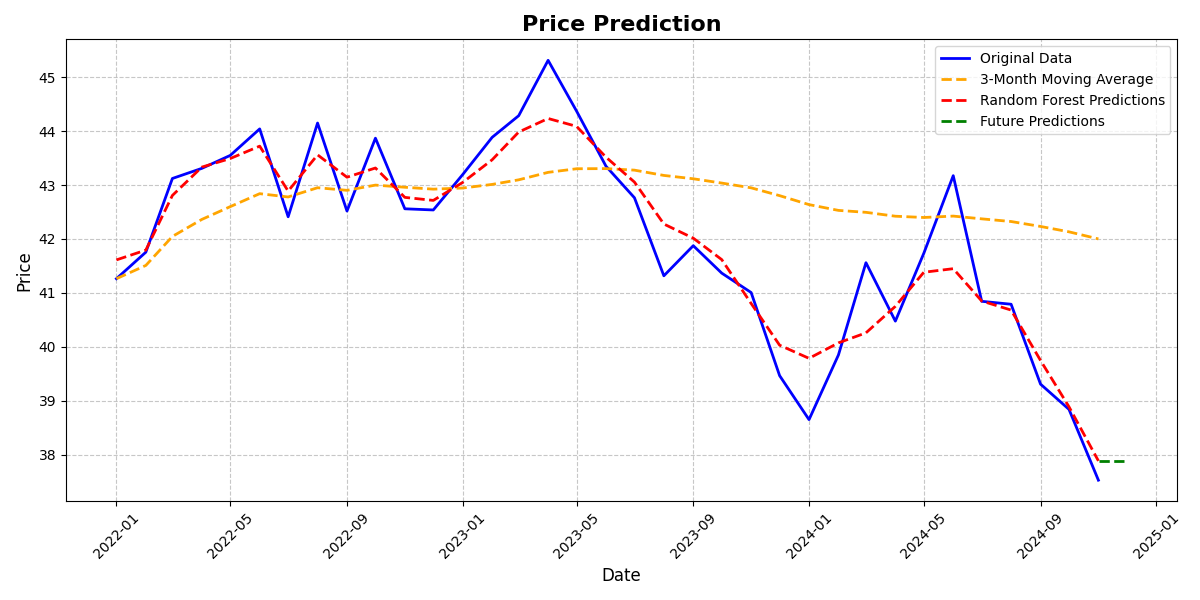 Price Prediction
Original Data
3-Month Moving Average
Random Forest Predictions
Future Predictions
Price
45
44
43
42
41
40
39
38
2022-01
2022-05
2022-09
2023-01
2023-05
2023-09
2024-01
2024-05
2024-09
2025-01
Date